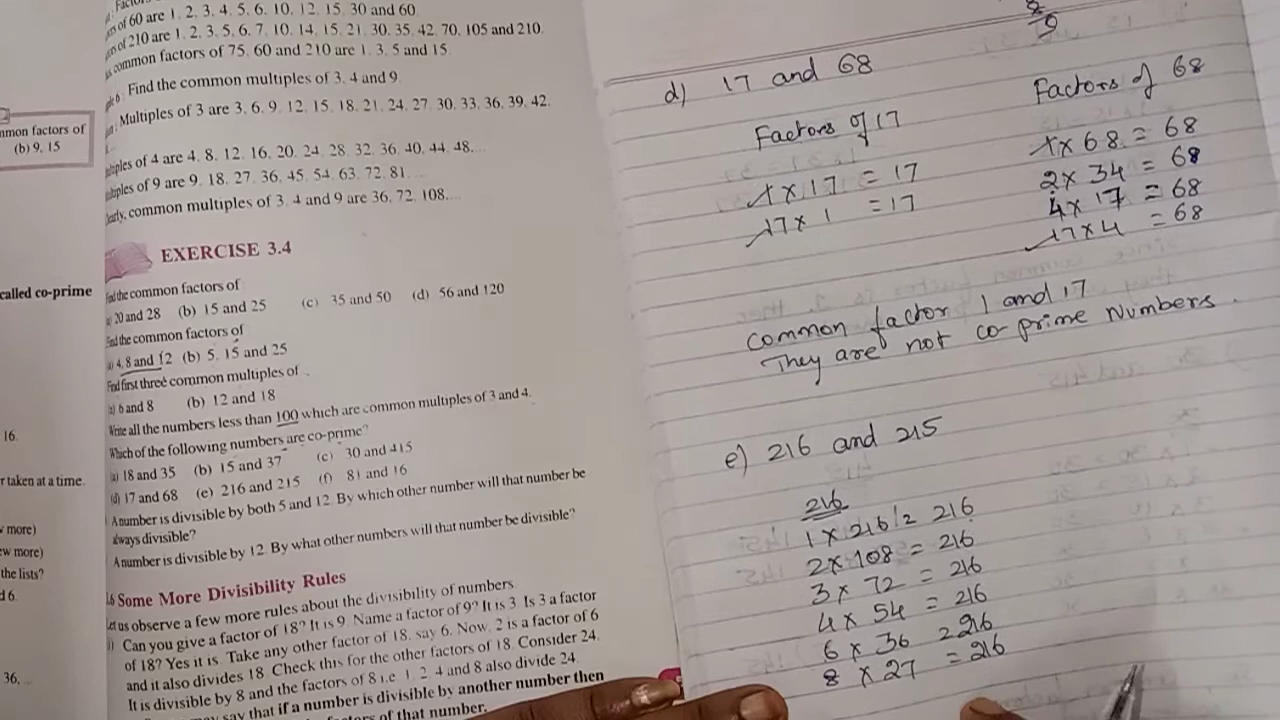 of 60 are 1, 2, 3, 4, 5, 6, 10, 12, 15, 30 and 60
of 210 are 1, 2, 3, 5, 6, 7, 10, 14, 15, 21, 30, 35, 42, 70, 105 and 210.
common factors of 75, 60 and 210 are 1, 3, 5 and 15
Find the common multiples of 3, 4 and 9.
Multiples of 3 are 3, 6, 9, 12, 15, 18, 21, 24, 27, 30, 33, 36, 39, 42,
of 4 are 4, 8, 12, 16, 20, 24, 28, 32, 36, 40, 44, 48,...
of 9 are 9, 18, 27, 36, 45, 54, 63, 72, 81, ...
common multiples of 3, 4 and 9 are 36, 72, 108,...
factors of
(b) 9, 15
called co-prime
16.
taken at a time.
more)
more)
the lists?
36, ...
EXERCISE 3.4
the common factors of
20 and 28 (b) 15 and 25 (c) 35 and 50 (d) 56 and 120
the common factors of
4, 8 and 12 (b) 5, 15 and 25
Find first three common multiples of
6 and 8 (b) 12 and 18
Write all the numbers less than 100 which are common multiples of 3 and 4.
Which of the following numbers are co-prime?
18 and 35 (b) 15 and 37 (c) 30 and 415
(d) 17 and 68 (e) 216 and 215 (f) 81 and 16
A number is divisible by both 5 and 12. By which other number will that number be
always divisible?
A number is divisible by 12. By what other numbers will that number be divisible?
Some More Divisibility Rules
us observe a few more rules about the divisibility of numbers
Can you give a factor of 18? It is 9. Name a factor of 9? It is 3. Is 3 a factor
of 18? Yes it is. Take any other factor of 18, say 6. Now, 2 is a factor of 6
and it also divides 18. Check this for the other factors of 18. Consider 24.
It is divisible by 8 and the factors of 8 i.e. 1, 2, 4 and 8 also divide 24.
say that if a number is divisible by another number then
of that number.
d) 17 and 68
Factors of 17
1 x 17 = 17
17 x 1 = 17
Factors of 68
1 x 68 = 68
2 x 34 = 68
4 x 17 = 68
17 x 4 = 68
Common factor 1 and 17
They are not co-prime Numbers.
e) 216 and 215
216
1 x 216 = 216
2 x 108 = 216
3 x 72 = 216
4 x 54 = 216
6 x 36 = 216
8 x 27 = 216